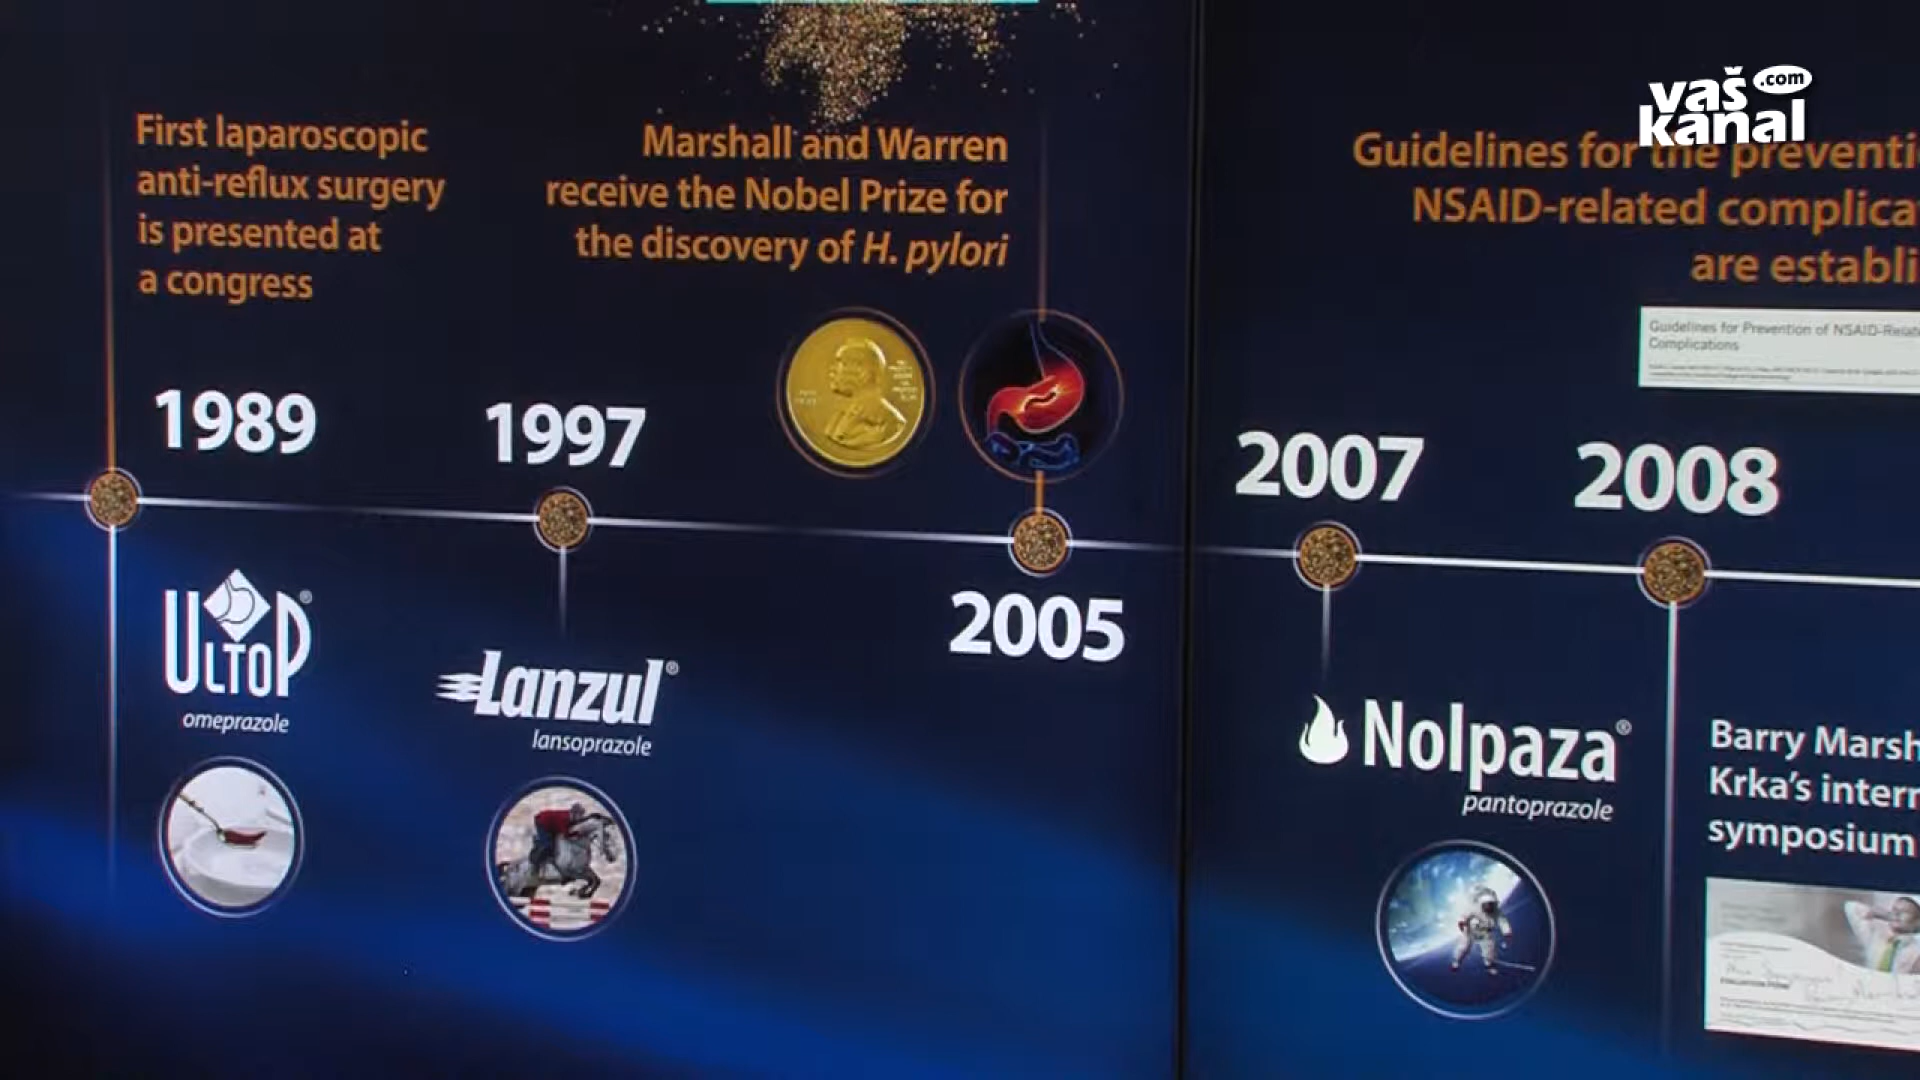 vaš
kanal
.com
First laparoscopic
anti-reflux surgery
is presented at
a congress
Marshall and Warren
receive the Nobel Prize for
the discovery of H. pylori
Guidelines for the preventi
NSAID-related complica
are establi
Guidelines for Prevention of NSAID-Relate
Complications
1989
1997
2005
2007
2008
ULTOP®
omeprazole
Lanzul®
lansoprazole
Nolpaza®
pantoprazole
Barry Marsh
Krka's intern
symposium